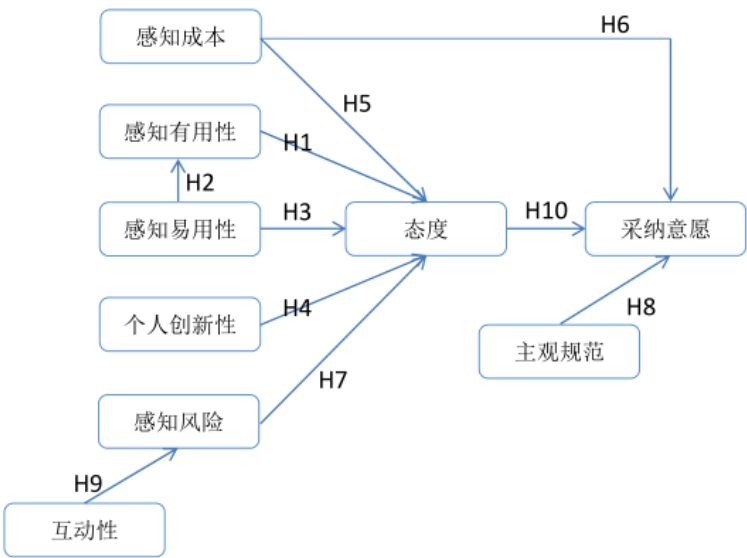 感知成本
H6
H5
感知有用性
H1
H2
感知易用性
H3
态度
H10
采纳意愿
个人创新性
H4
H8
主观规范
H7
感知风险
H9
互动性